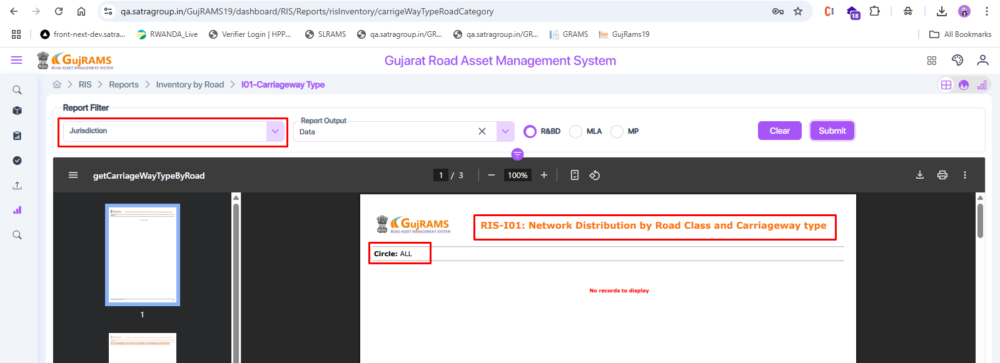 qa.satragroup.in/GujRAMS19/dashboard/RIS/Reports/risInventory/carrigeWayTypeRoadCategory
18
front-next-dev.satra...
RWANDA_Live
Verifier Login | HPP...
SLRAMS
qa.satragroup.in/GR...
qa.satragroup.in/GR...
GRAMS
GujRams19
All Bookmarks
GujRAMS
ROAD ASSET MANAGEMENT SYSTEM
Gujarat Road Asset Management System
RIS > Reports > Inventory by Road > I01-Carriageway Type
Report Filter
Jurisdiction
Report Output
Data
R&BD
MLA
MP
Clear
Submit
getCarriageWayTypeByRoad
1 / 3
100%
GujRAMS
ROAD ASSET MANAGEMENT SYSTEM
RIS-I01: Network Distribution by Road Class and Carriageway type
Circle: ALL
No records to display
1